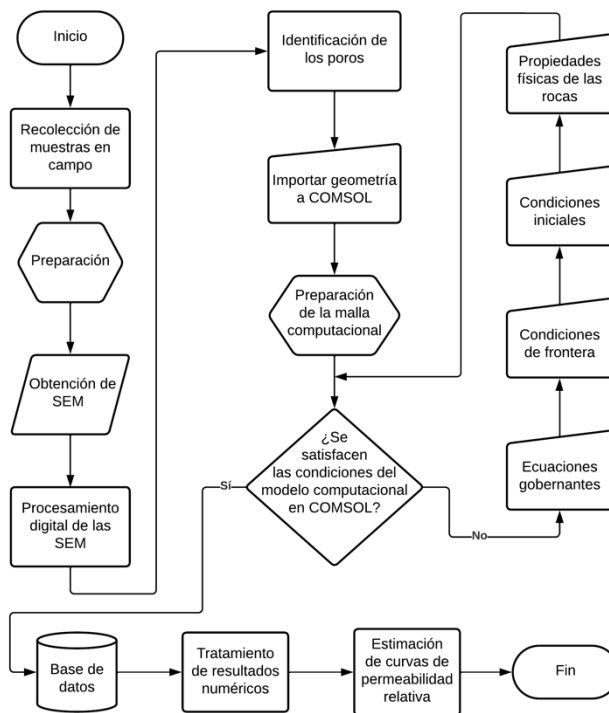 Inicio
Recolección de
muestras en
campo
Preparación
Obtención de
SEM
Procesamiento
digital de las
SEM
Identificación de
los poros
Importar geometría
a COMSOL
Preparación
de la malla
computacional
¿Se
satisfacen
las condiciones del
modelo computacional
en COMSOL?
Sí
No
Ecuaciones
gobernantes
Condiciones
de frontera
Condiciones
iniciales
Propiedades
físicas de las
rocas
Base de
datos
Tratamiento
de resultados
numéricos
Estimación
de curvas de
permeabilidad
relativa
Fin